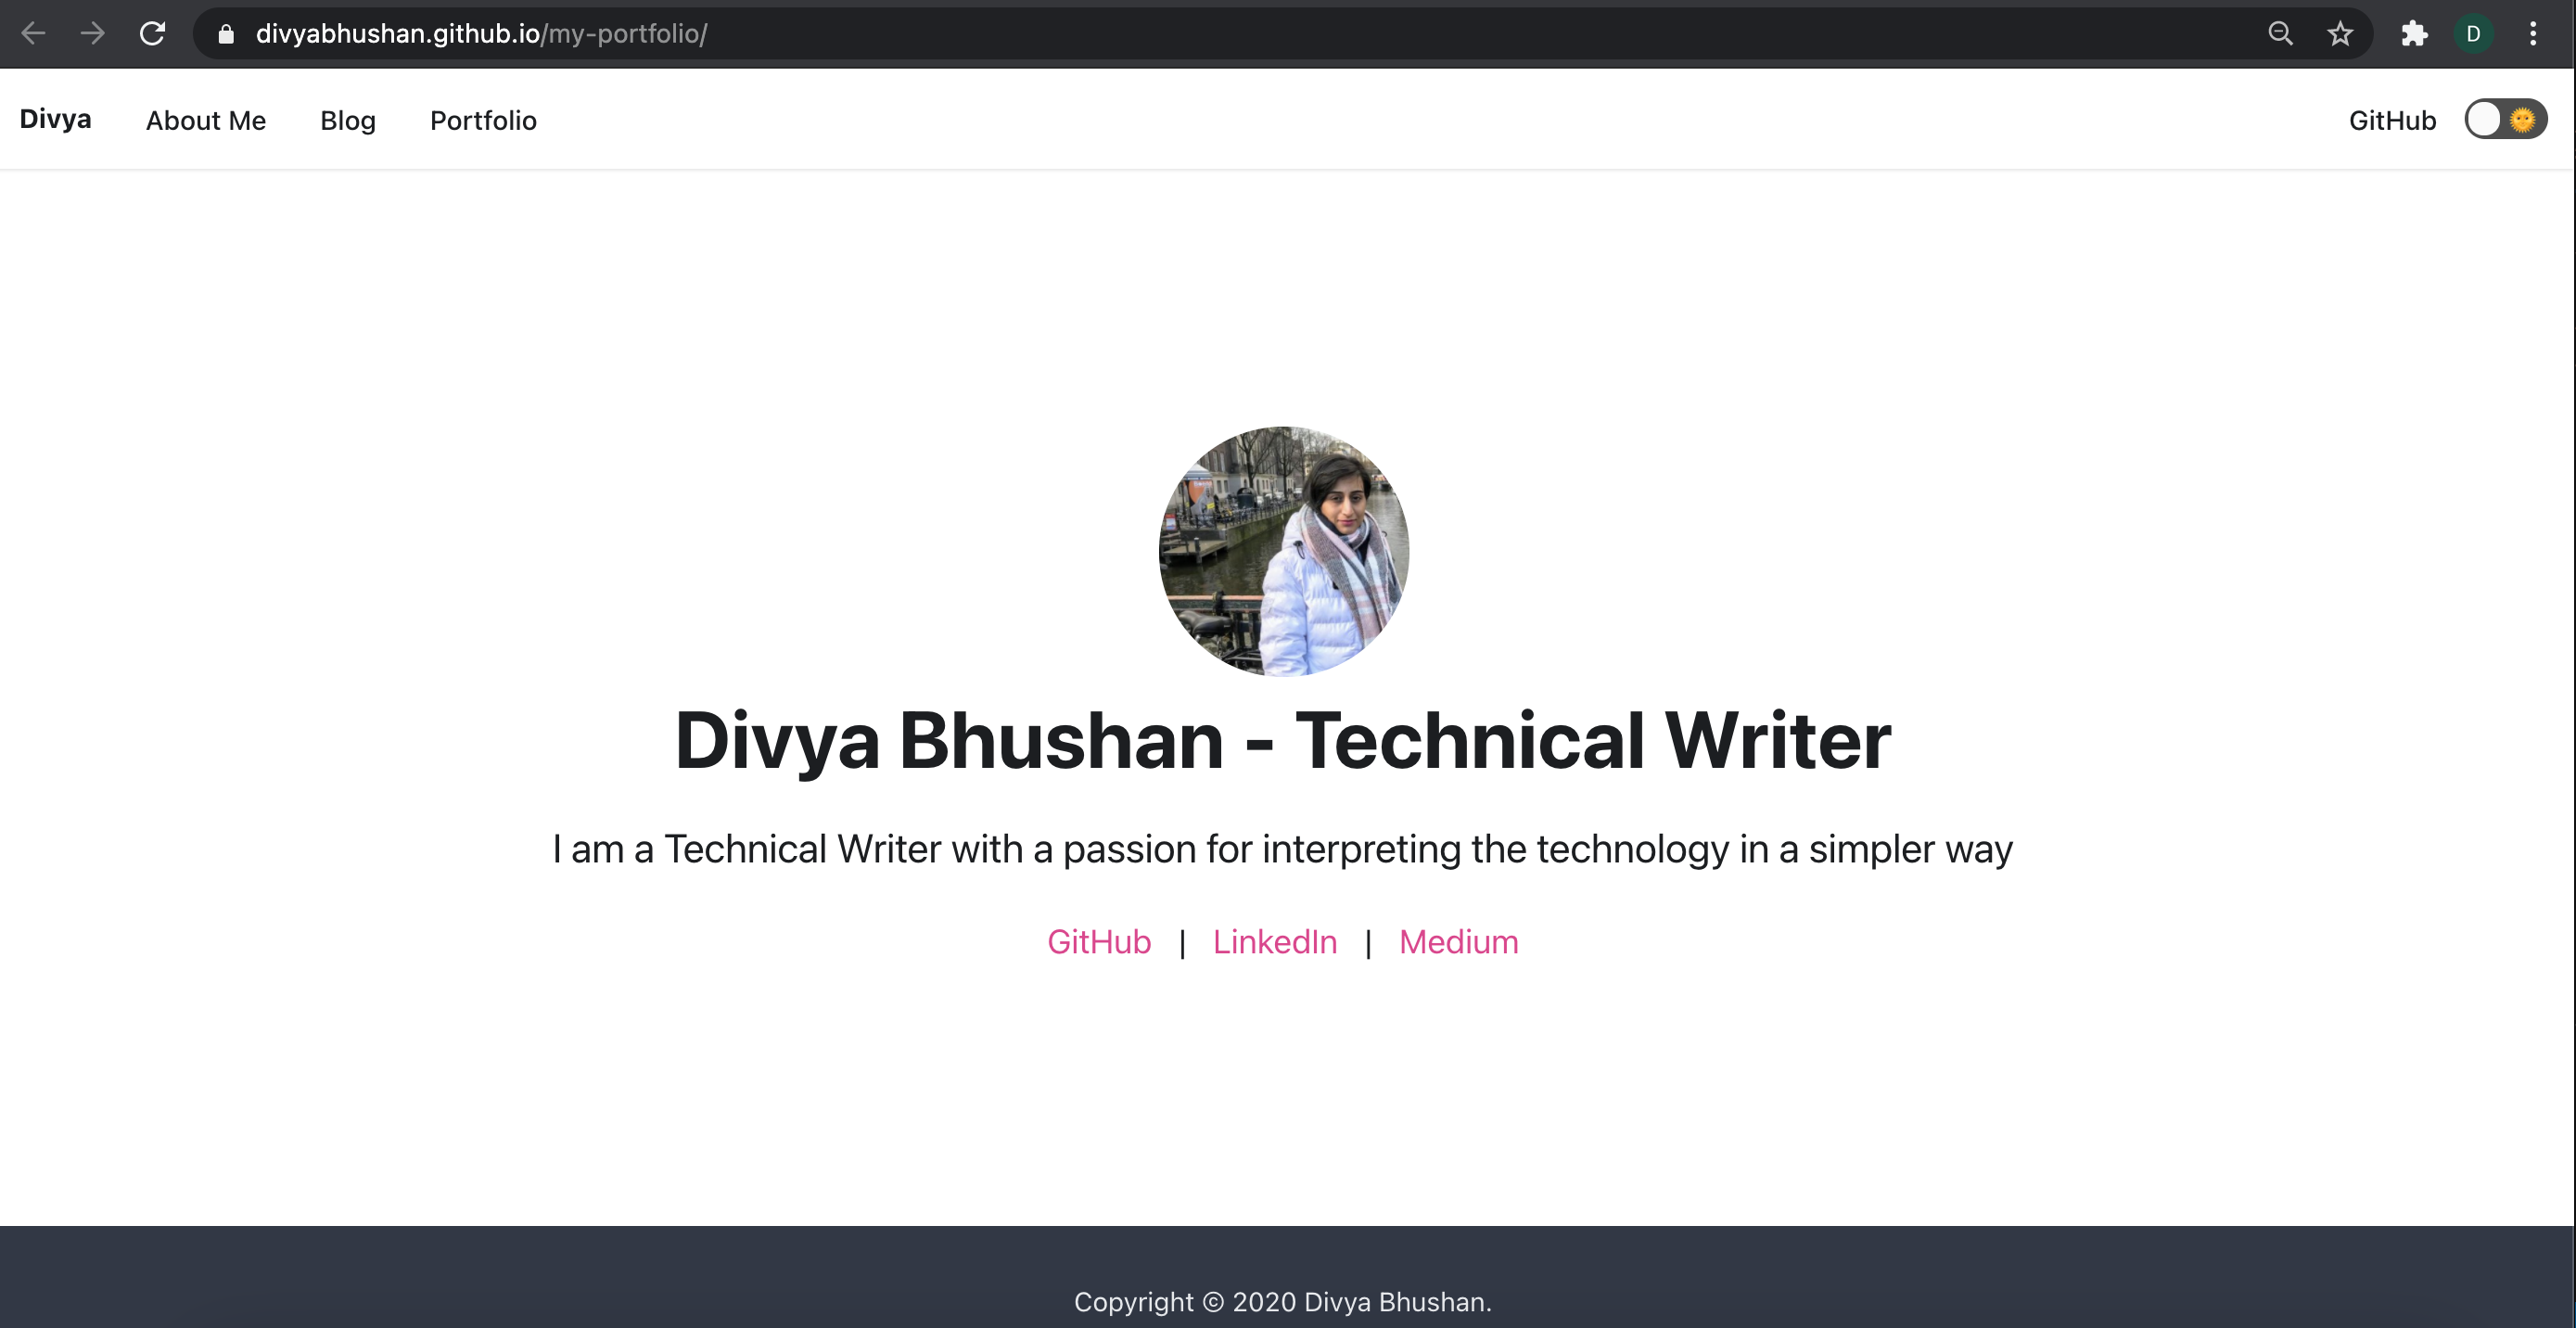 divyabhushan.github.io/my-portfolio/
D
Divya About Me Blog Portfolio GitHub
Divya Bhushan - Technical Writer
I am a Technical Writer with a passion for interpreting the technology in a simpler way
GitHub | LinkedIn | Medium
Copyright © 2020 Divya Bhushan.